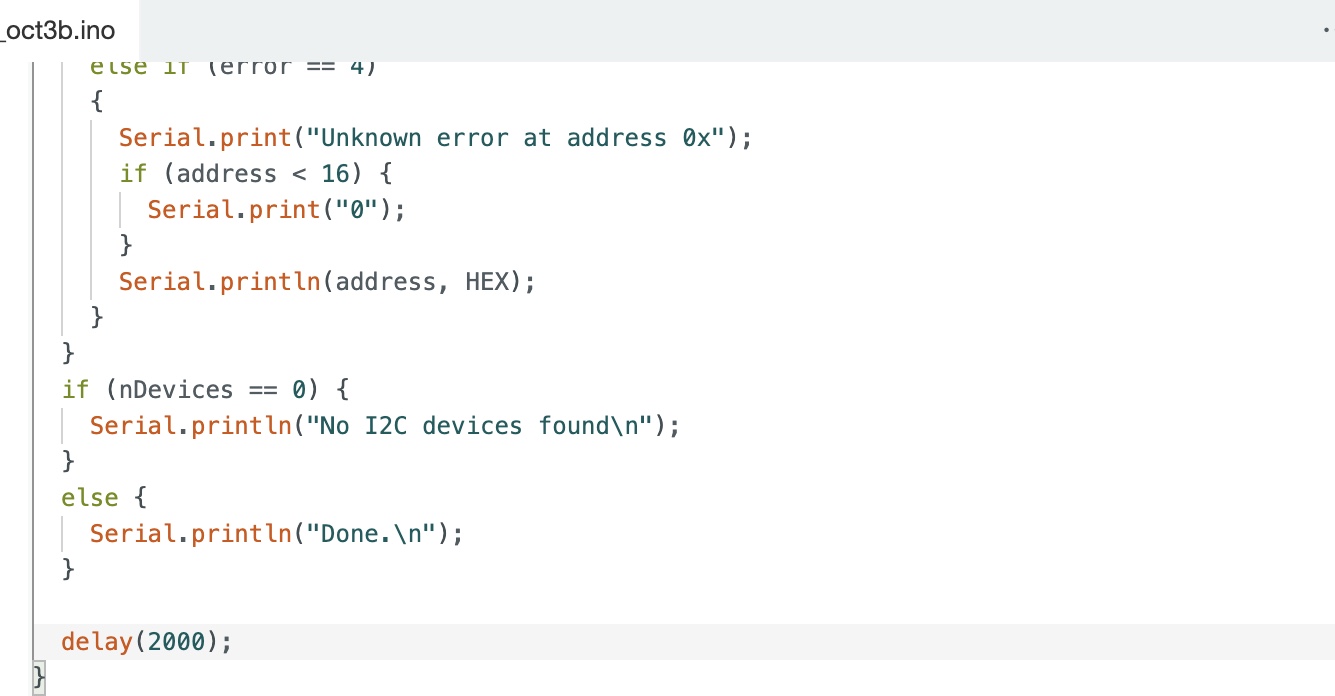 _oct3b.ino
else if (error == 4)
{
Serial.print("Unknown error at address 0x");
if (address < 16) {
Serial.print("0");
}
Serial.println(address, HEX);
}
}
if (nDevices == 0) {
Serial.println("No I2C devices found\n");
}
else {
Serial.println("Done.\n");
}
delay(2000);
}